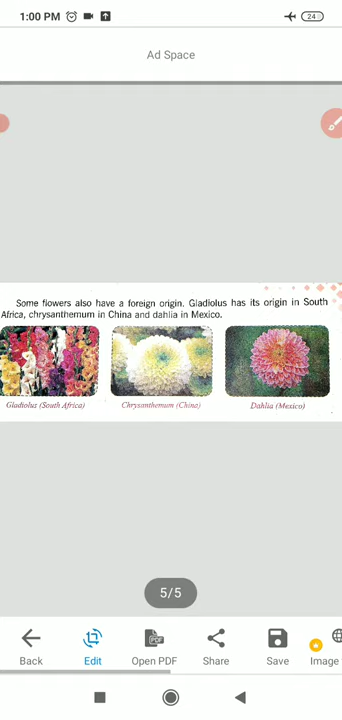 1:00 PM
24
Ad Space
Some flowers also have a foreign origin. Gladiolus has its origin in South
Africa, chrysanthemum in China and dahlia in Mexico.
Gladiolus (South Africa) Chrysanthemum (China) Dahlia (Mexico)
5/5
PDF
Back Edit Open PDF Share Save Image